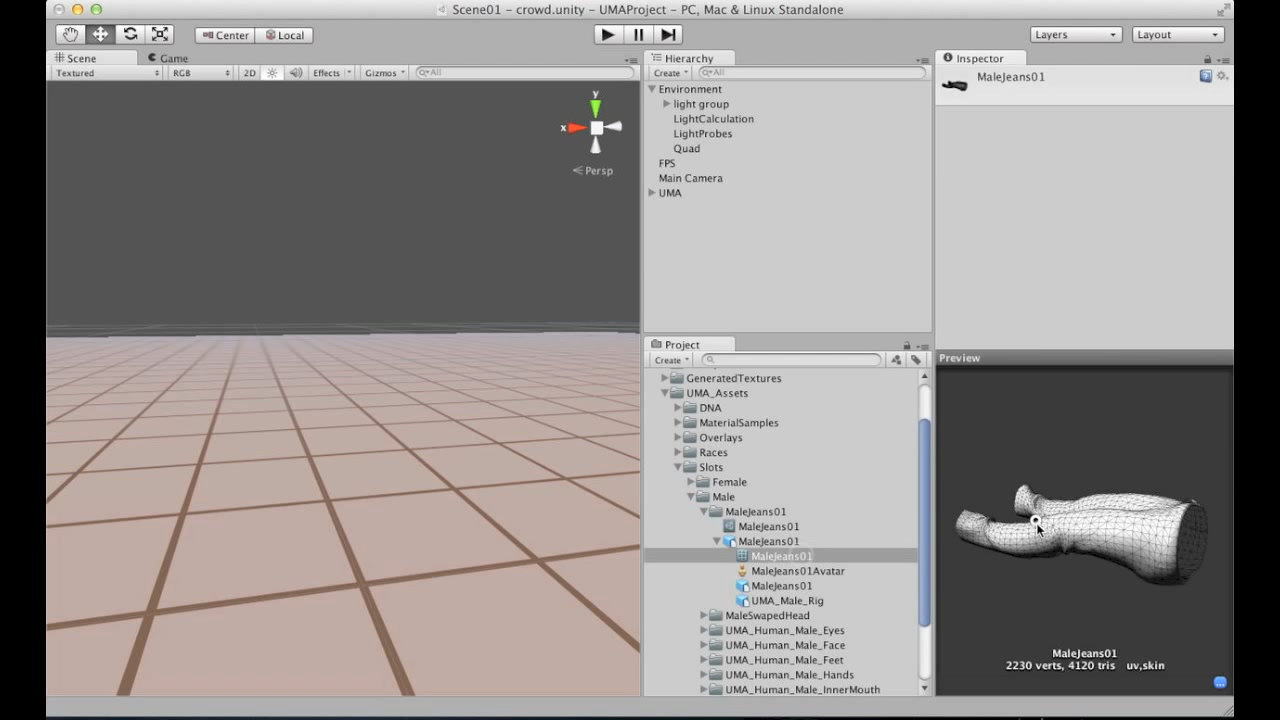 Scene01 – crowd.unity – UMAProject – PC, Mac & Linux Standalone
Center Local Layers Layout
Scene Game
Textured RGB 2D Effects Gizmos All
y
x
Persp
Hierarchy
Create All
Environment
light group
LightCalculation
LightProbes
Quad
FPS
Main Camera
UMA
Project
Create
GeneratedTextures
UMA_Assets
DNA
MaterialSamples
Overlays
Races
Slots
Female
Male
MaleJeans01
MaleJeans01
MaleJeans01
MaleJeans01
MaleJeans01Avatar
MaleJeans01
UMA_Male_Rig
MaleSwapedHead
UMA_Human_Male_Eyes
UMA_Human_Male_Face
UMA_Human_Male_Feet
UMA_Human_Male_Hands
UMA_Human_Male_InnerMouth
Inspector
MaleJeans01
Preview
MaleJeans01
2230 verts, 4120 tris uv,skin